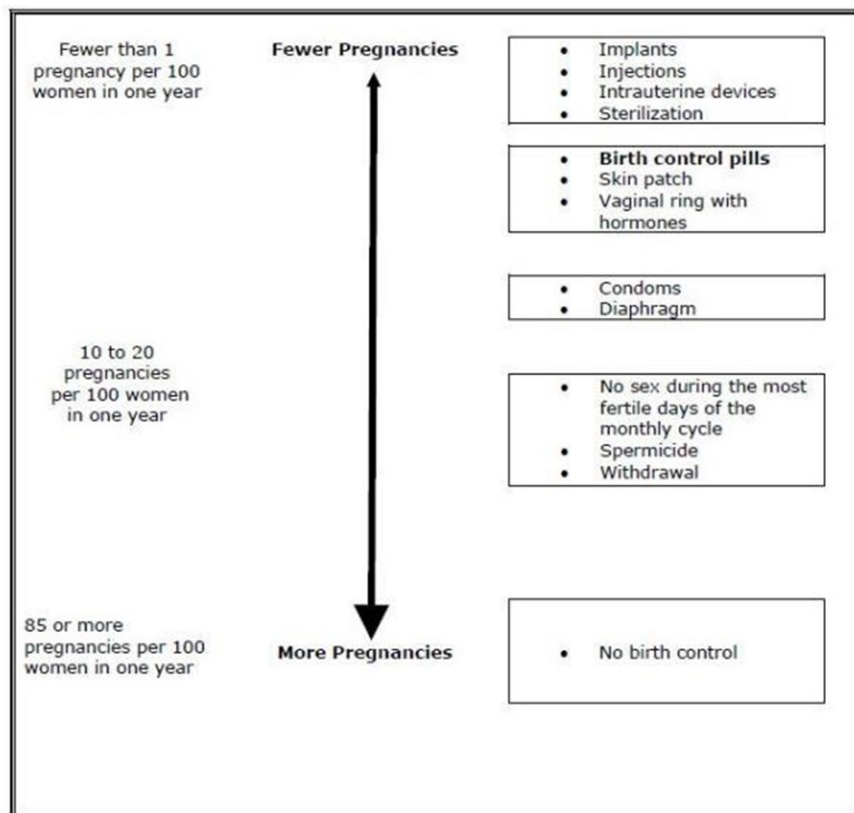 Fewer than 1
pregnancy per 100
women in one year
Fewer Pregnancies
• Implants
• Injections
• Intrauterine devices
• Sterilization
• Birth control pills
• Skin patch
• Vaginal ring with
hormones
• Condoms
• Diaphragm
10 to 20
pregnancies
per 100 women
in one year
• No sex during the most
fertile days of the
monthly cycle
• Spermicide
• Withdrawal
85 or more
pregnancies per 100
women in one year
More Pregnancies
• No birth control